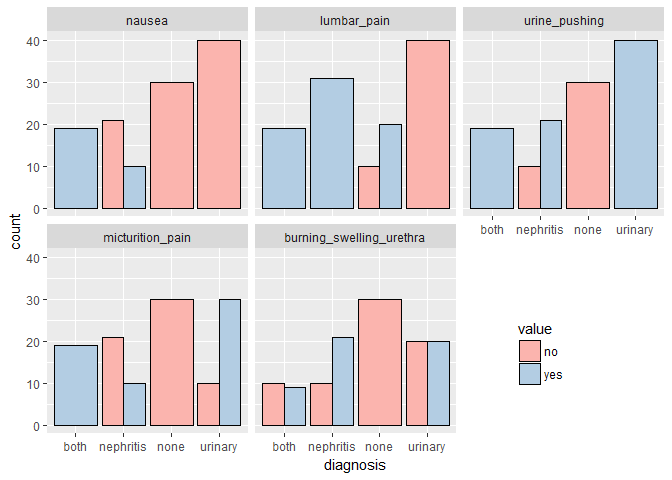 nausea
lumbar_pain
urine_pushing
40
30
20
10
0
both nephritis none urinary
micturition_pain
burning_swelling_urethra
40
30
20
10
0
both nephritis none urinary
both nephritis none urinary
count
diagnosis
value
no
yes